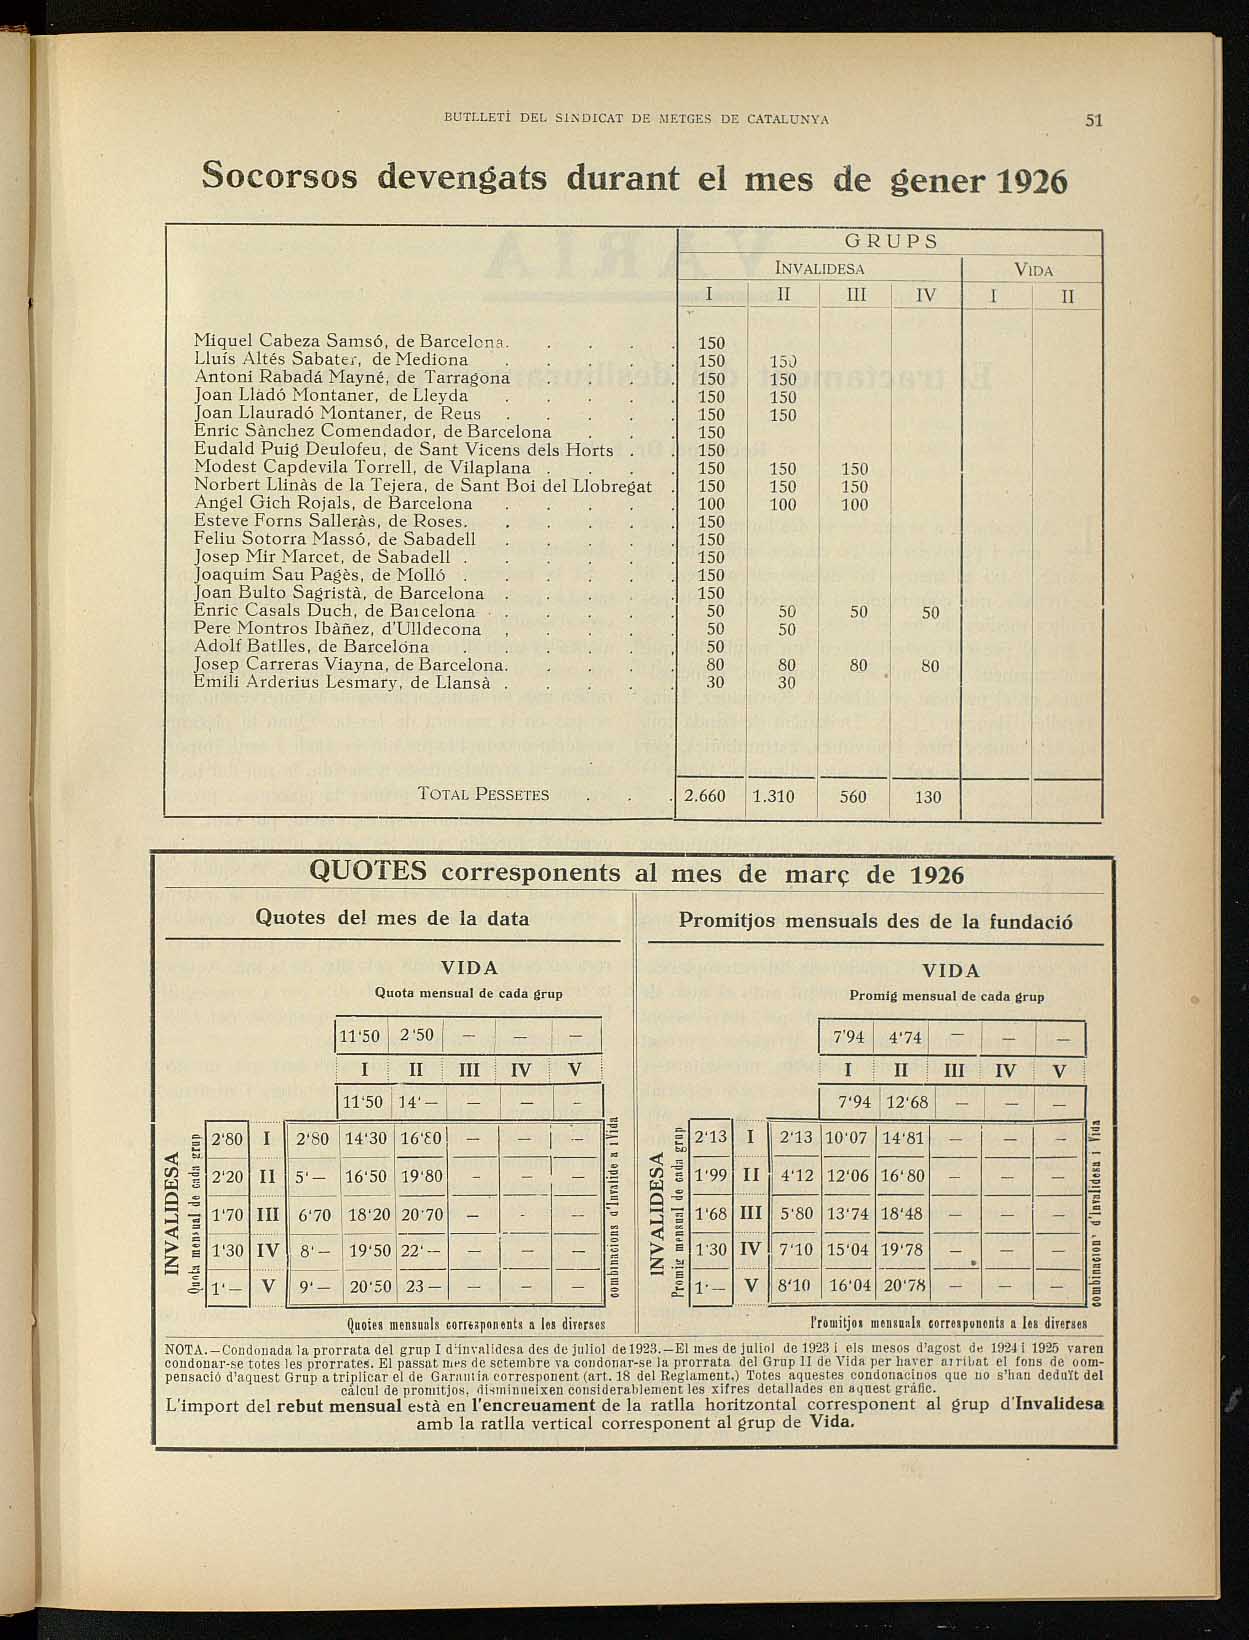 BUTLLETÍ DEL SINDICAT DE METGES DE CATALUNYA 51
Socorsos devengats durant el mes de gener 1926
GRUPS
INVALIDESA VIDA
I II III IV I II
Miquel Cabeza Samsó, de Barcelona. . . . . 150
Lluís Altés Sabater, de Mediona . . . . . 150 150
Antoni Rabadá Mayné, de Tarragona . . . . 150 150
Joan Lladó Montaner, de Lleyda . . . . . 150 150
Joan Llauradó Montaner, de Reus . . . . . 150 150
Enric Sànchez Comendador, de Barcelona . . . 150
Eudald Puig Deulofeu, de Sant Vicens dels Horts . . 150
Modest Capdevila Torrell, de Vilaplana . . . . 150 150 150
Norbert Llinàs de la Tejera, de Sant Boi del Llobregat . 150 150 150
Angel Gich Rojals, de Barcelona . . . . . 100 100 100
Esteve Forns Salleràs, de Roses. . . . . . 150
Feliu Sotorra Massó, de Sabadell . . . . . 150
Josep Mir Marcet, de Sabadell . . . . . . 150
Joaquim Sau Pagès, de Molló . . . . . . 150
Joan Bulto Sagristà, de Barcelona . . . . . 150
Enric Casals Duch, de Barcelona . . . . . 50 50 50 50
Pere Montros Ibàñez, d'Ulldecona . . . . . 50 50
Adolf Batlles, de Barcelona . . . . . . 50
Josep Carreras Viayna, de Barcelona. . . . . 80 80 80 80
Emili Arderius Lesmary, de Llansà . . . . . 30 30
TOTAL PESSETES . . . 2.660 1.310 560 130
QUOTES corresponents al mes de març de 1926
Quotes del mes de la data
VIDA
Quota mensual de cada grup
11'50 2'50 — — —
I II III IV V
11'50 14'— — — —
INVALIDESA
Quota mensual de cada grup
2'80 I 2'80 14'30 16'80 — — —
2'20 II 5'— 16'50 19'80 — — —
1'70 III 6'70 18'20 20'70 — — —
1'30 IV 8'— 19'50 22'— — — —
1'— V 9'— 20'50 23— — — —
combinacions d'Invalide a i Vida
Quotes mensuals corresponents a les diverses
Promitjos mensuals des de la fundació
VIDA
Promig mensual de cada grup
7'94 4'74 — — —
I II III IV V
7'94 12'68 — — —
INVALIDESA
Promig mensual de cada grup
2'13 I 2'13 10'07 14'81 — — —
1'99 II 4'12 12'06 16'80 — — —
1'68 III 5'80 13'74 18'48 — — —
1'30 IV 7'10 15'04 19'78 — — —
1'— V 8'10 16'04 20'78 — — —
combinacion' d'Invalidesa i Vida
Promitjos mensuals corresponents a les diverses
NOTA.—Condonada la prorrata del grup I d'invalidesa des de juliol de 1923.—El mes de juliol de 1923 i els mesos d'agost de 1924 i 1925 varen
condonar-se totes les prorrates. El passat mes de setembre va condonar-se la prorrata del Grup II de Vida per haver arribat el fons de com-
pensació d'aquest Grup a triplicar el de Garantia corresponent (art. 18 del Reglament.) Totes aquestes condonacinos que no s'han deduït del
càlcul de promitjos, disminueixen considerablement les xifres detallades en aquest gràfic.
L'import del rebut mensual està en l'encreuament de la ratlla horitzontal corresponent al grup d'Invalidesa
amb la ratlla vertical corresponent al grup de Vida.